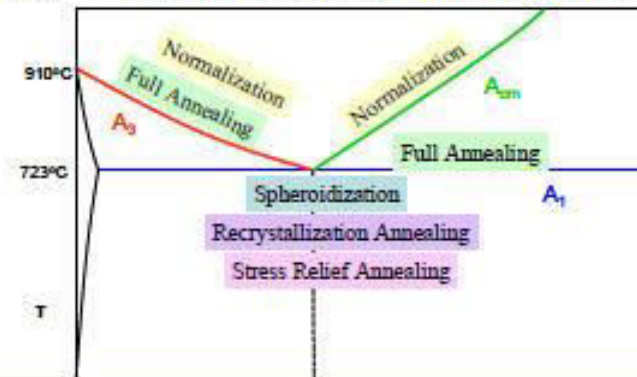 910ºC
Normalization
Full Annealing
A₃
Normalization
Acm
Full Annealing
723ºC
A₁
Spheroidization
Recrystallization Annealing
Stress Relief Annealing
T